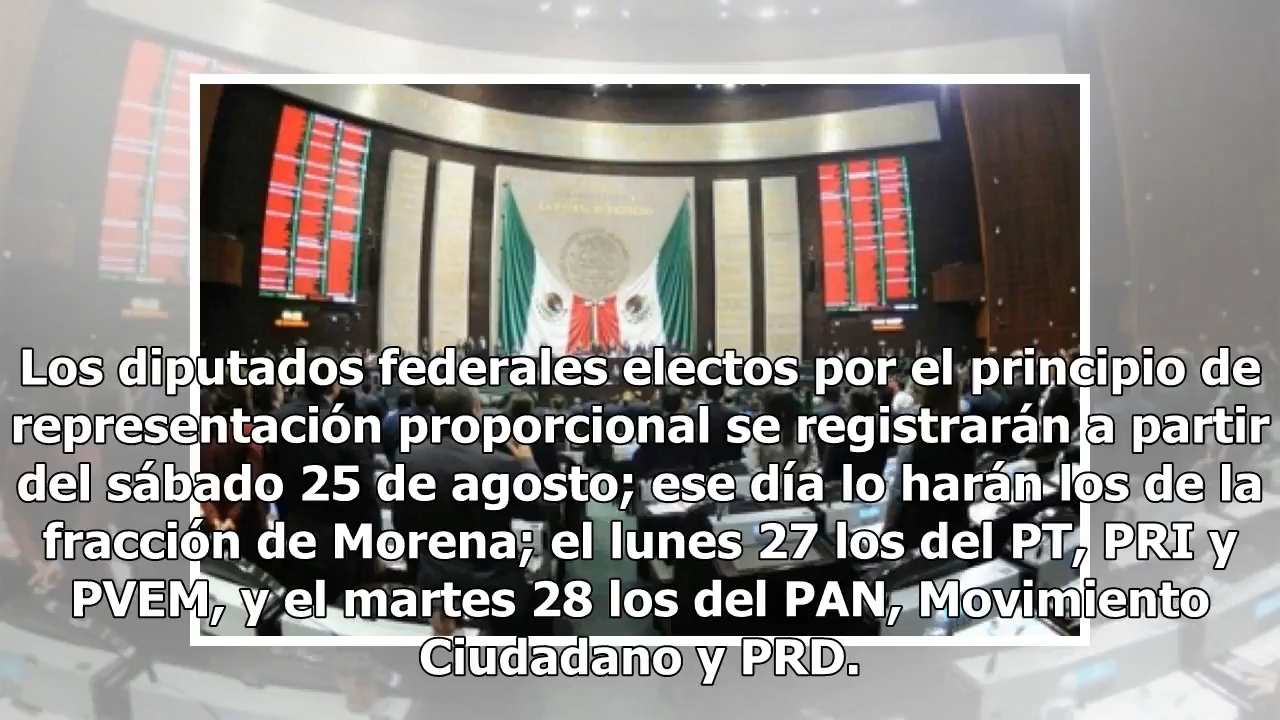 Los diputados federales electos por el principio de
representación proporcional se registrarán a partir
del sábado 25 de agosto; ese día lo harán los de la
fracción de Morena; el lunes 27 los del PT, PRI y
PVEM, y el martes 28 los del PAN, Movimiento
Ciudadano y PRD.